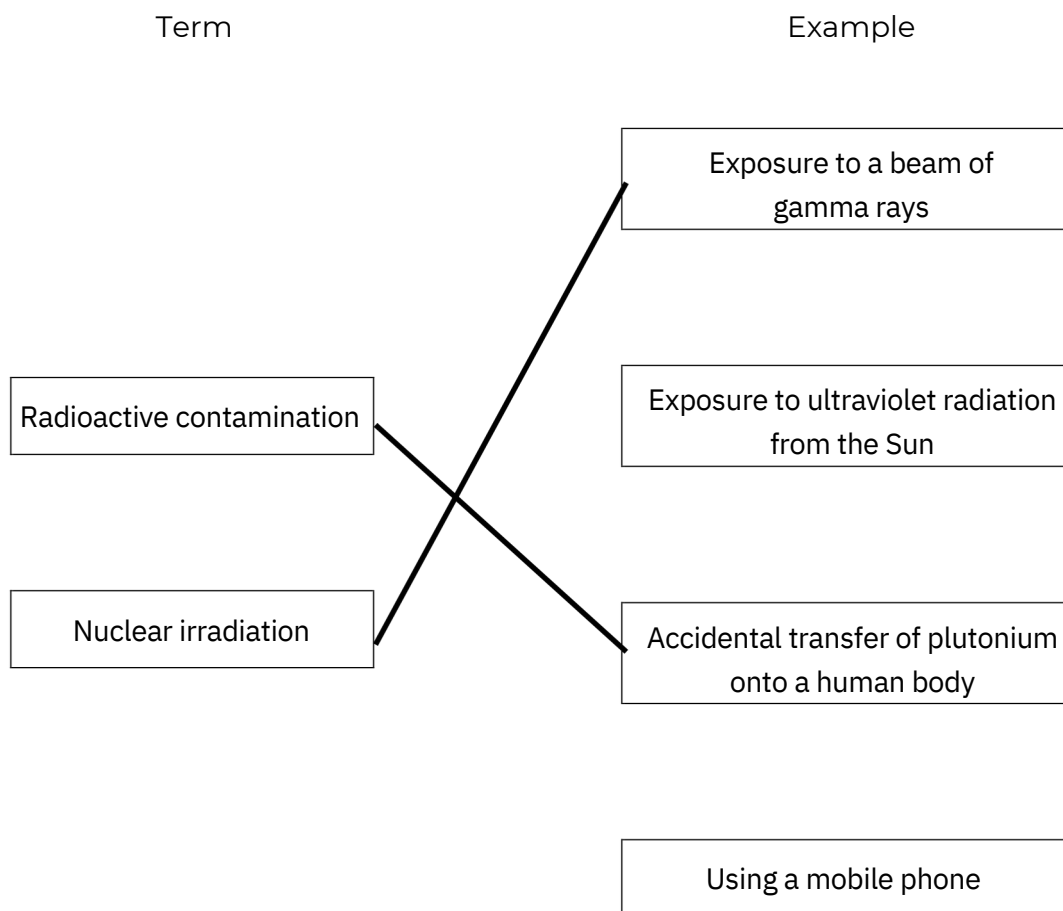 Term
Example
Exposure to a beam of
gamma rays
Radioactive contamination
Exposure to ultraviolet radiation
from the Sun
Nuclear irradiation
Accidental transfer of plutonium
onto a human body
Using a mobile phone